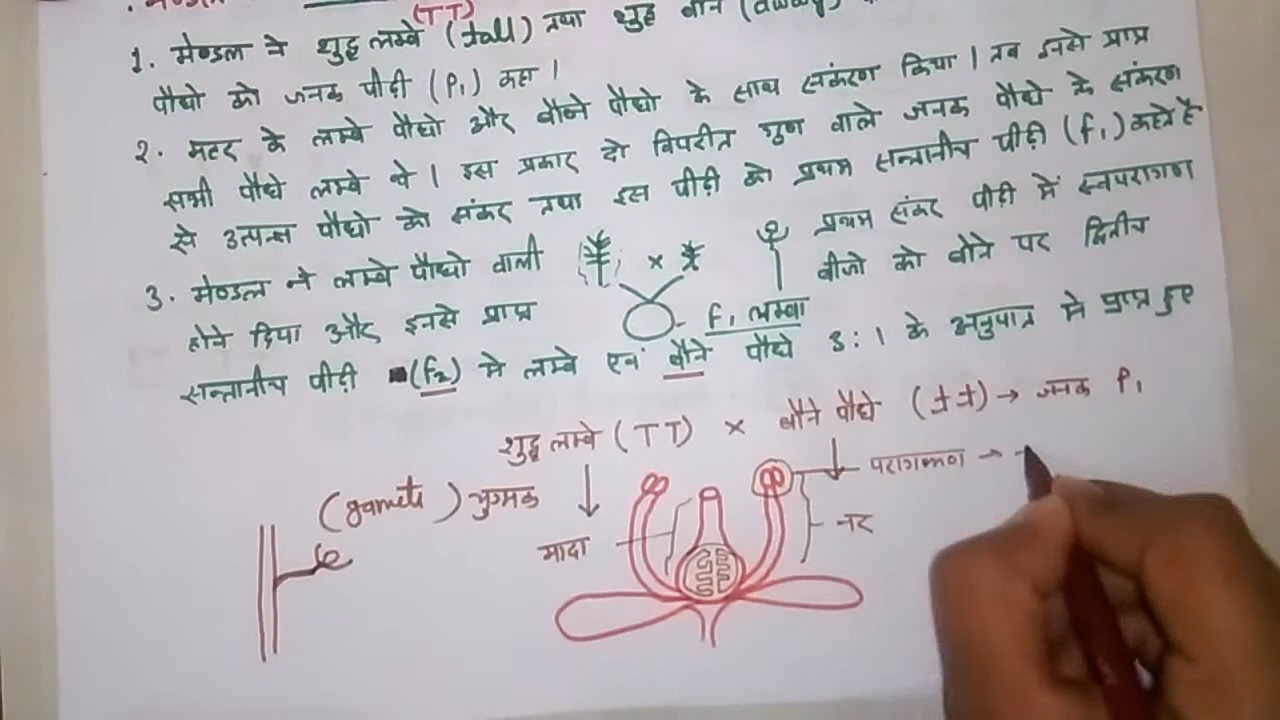 (TT)
1. मेण्डल ने शुद्ध लम्बे (tall) तथा शुद्ध बौने
पौधो को जनक पीढी (P1) कहा।
2. मटर के लम्बे पौधो और बौने पौधो के साथ संकरण किया। तब इनसे प्राप्त
सभी पौधे लम्बे थे। इस प्रकार दो विपरीत गुण वाले जनक पौधो के संकरण
से उत्पन्न पौधो को संकर तथा इस पीढी को प्रथम सन्तानीय पीढी (f1) कहते है
3. मेण्डल ने लम्बे पौधो वाली प्रथम संकर पीढी में स्वपरागण
होने दिया और इनसे प्राप्त बीजो को बोने पर द्वितीय
×
f1 लम्बा
सन्तानीय पीढी (f2) मे लम्बे एवं बौने पौधे 3:1 के अनुपात मे प्राप्त हुए
शुद्ध लम्बे (TT) × बौने पौधे (tt) → जनक P1
(gamete) युग्मक
परागकण →
मादा
नर